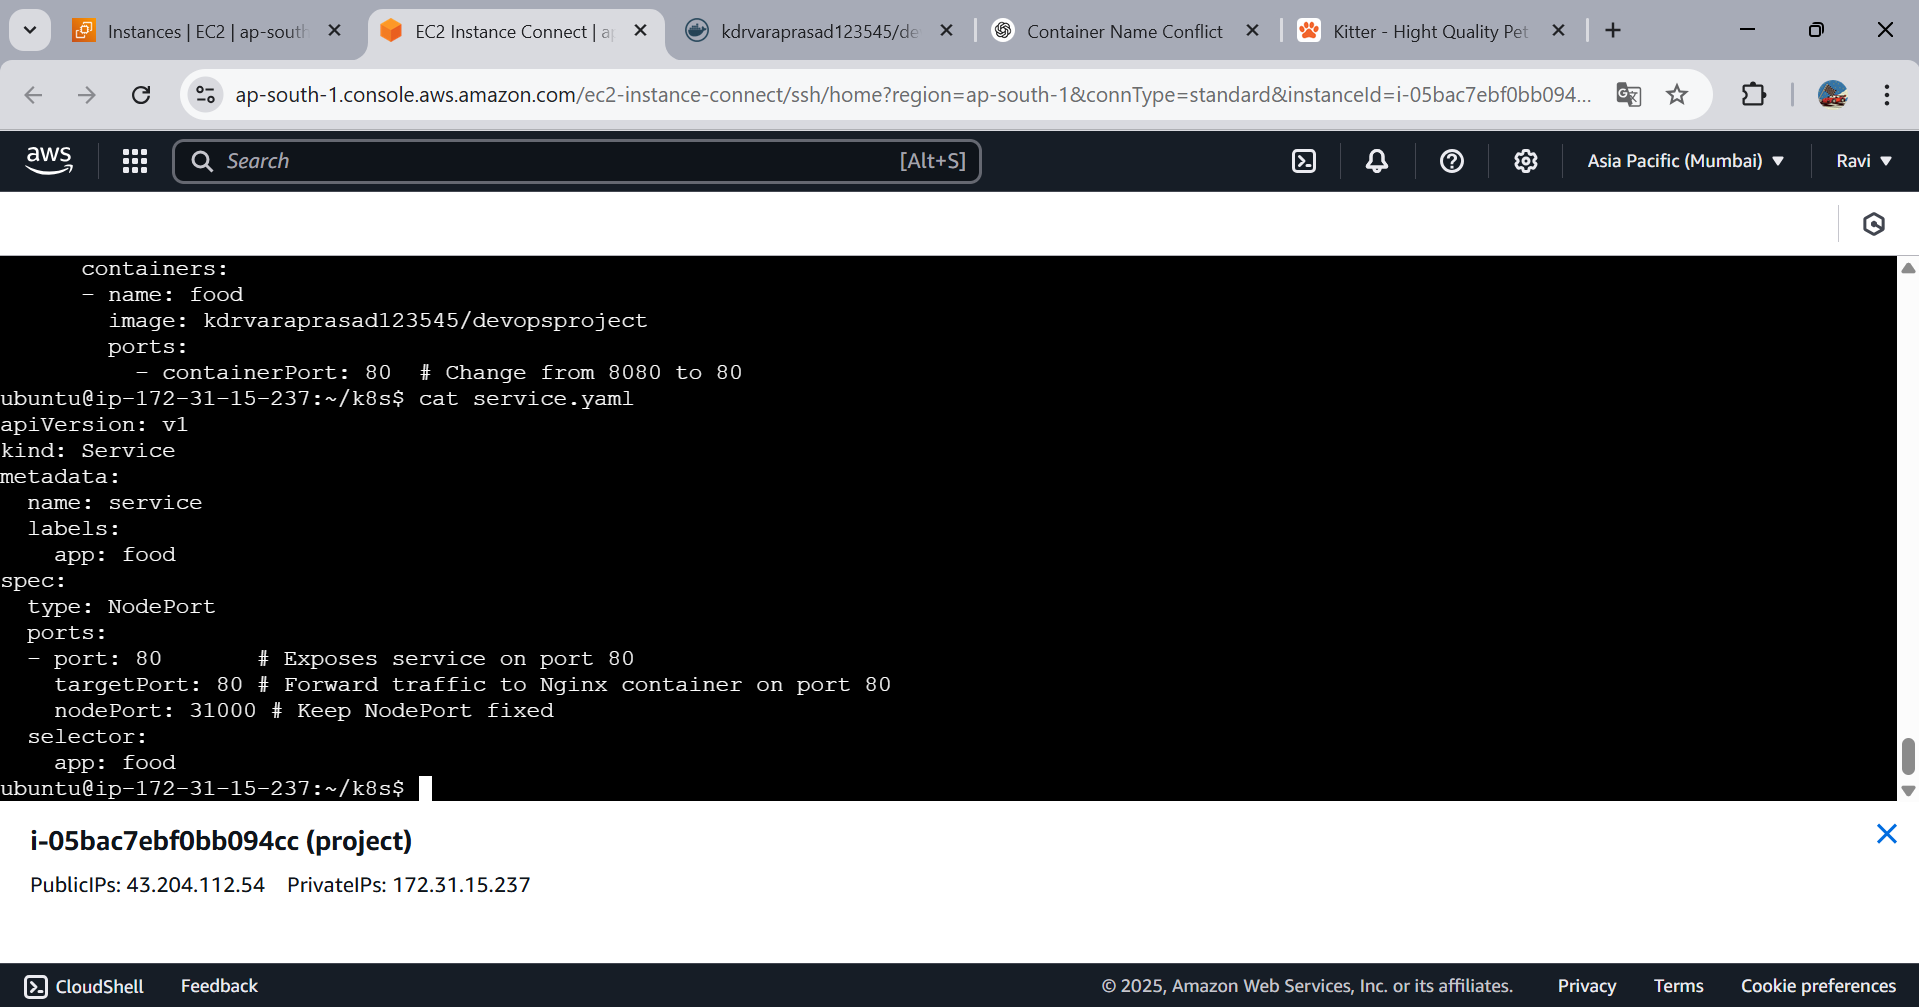 Instances | EC2 | ap-south
EC2 Instance Connect | ap
kdrvaraprasad123545/de
Container Name Conflict
Kitter - Hight Quality Pet
ap-south-1.console.aws.amazon.com/ec2-instance-connect/ssh/home?region=ap-south-1&connType=standard&instanceId=i-05bac7ebf0bb094...
aws
Search
[Alt+S]
Asia Pacific (Mumbai)
Ravi
containers:
- name: food
image: kdrvaraprasad123545/devopsproject
ports:
- containerPort: 80  # Change from 8080 to 80
ubuntu@ip-172-31-15-237:~/k8s$ cat service.yaml
apiVersion: v1
kind: Service
metadata:
name: service
labels:
app: food
spec:
type: NodePort
ports:
- port: 80       # Exposes service on port 80
targetPort: 80 # Forward traffic to Nginx container on port 80
nodePort: 31000 # Keep NodePort fixed
selector:
app: food
ubuntu@ip-172-31-15-237:~/k8s$
i-05bac7ebf0bb094cc (project)
PublicIPs: 43.204.112.54 PrivateIPs: 172.31.15.237
CloudShell
Feedback
© 2025, Amazon Web Services, Inc. or its affiliates.
Privacy
Terms
Cookie preferences